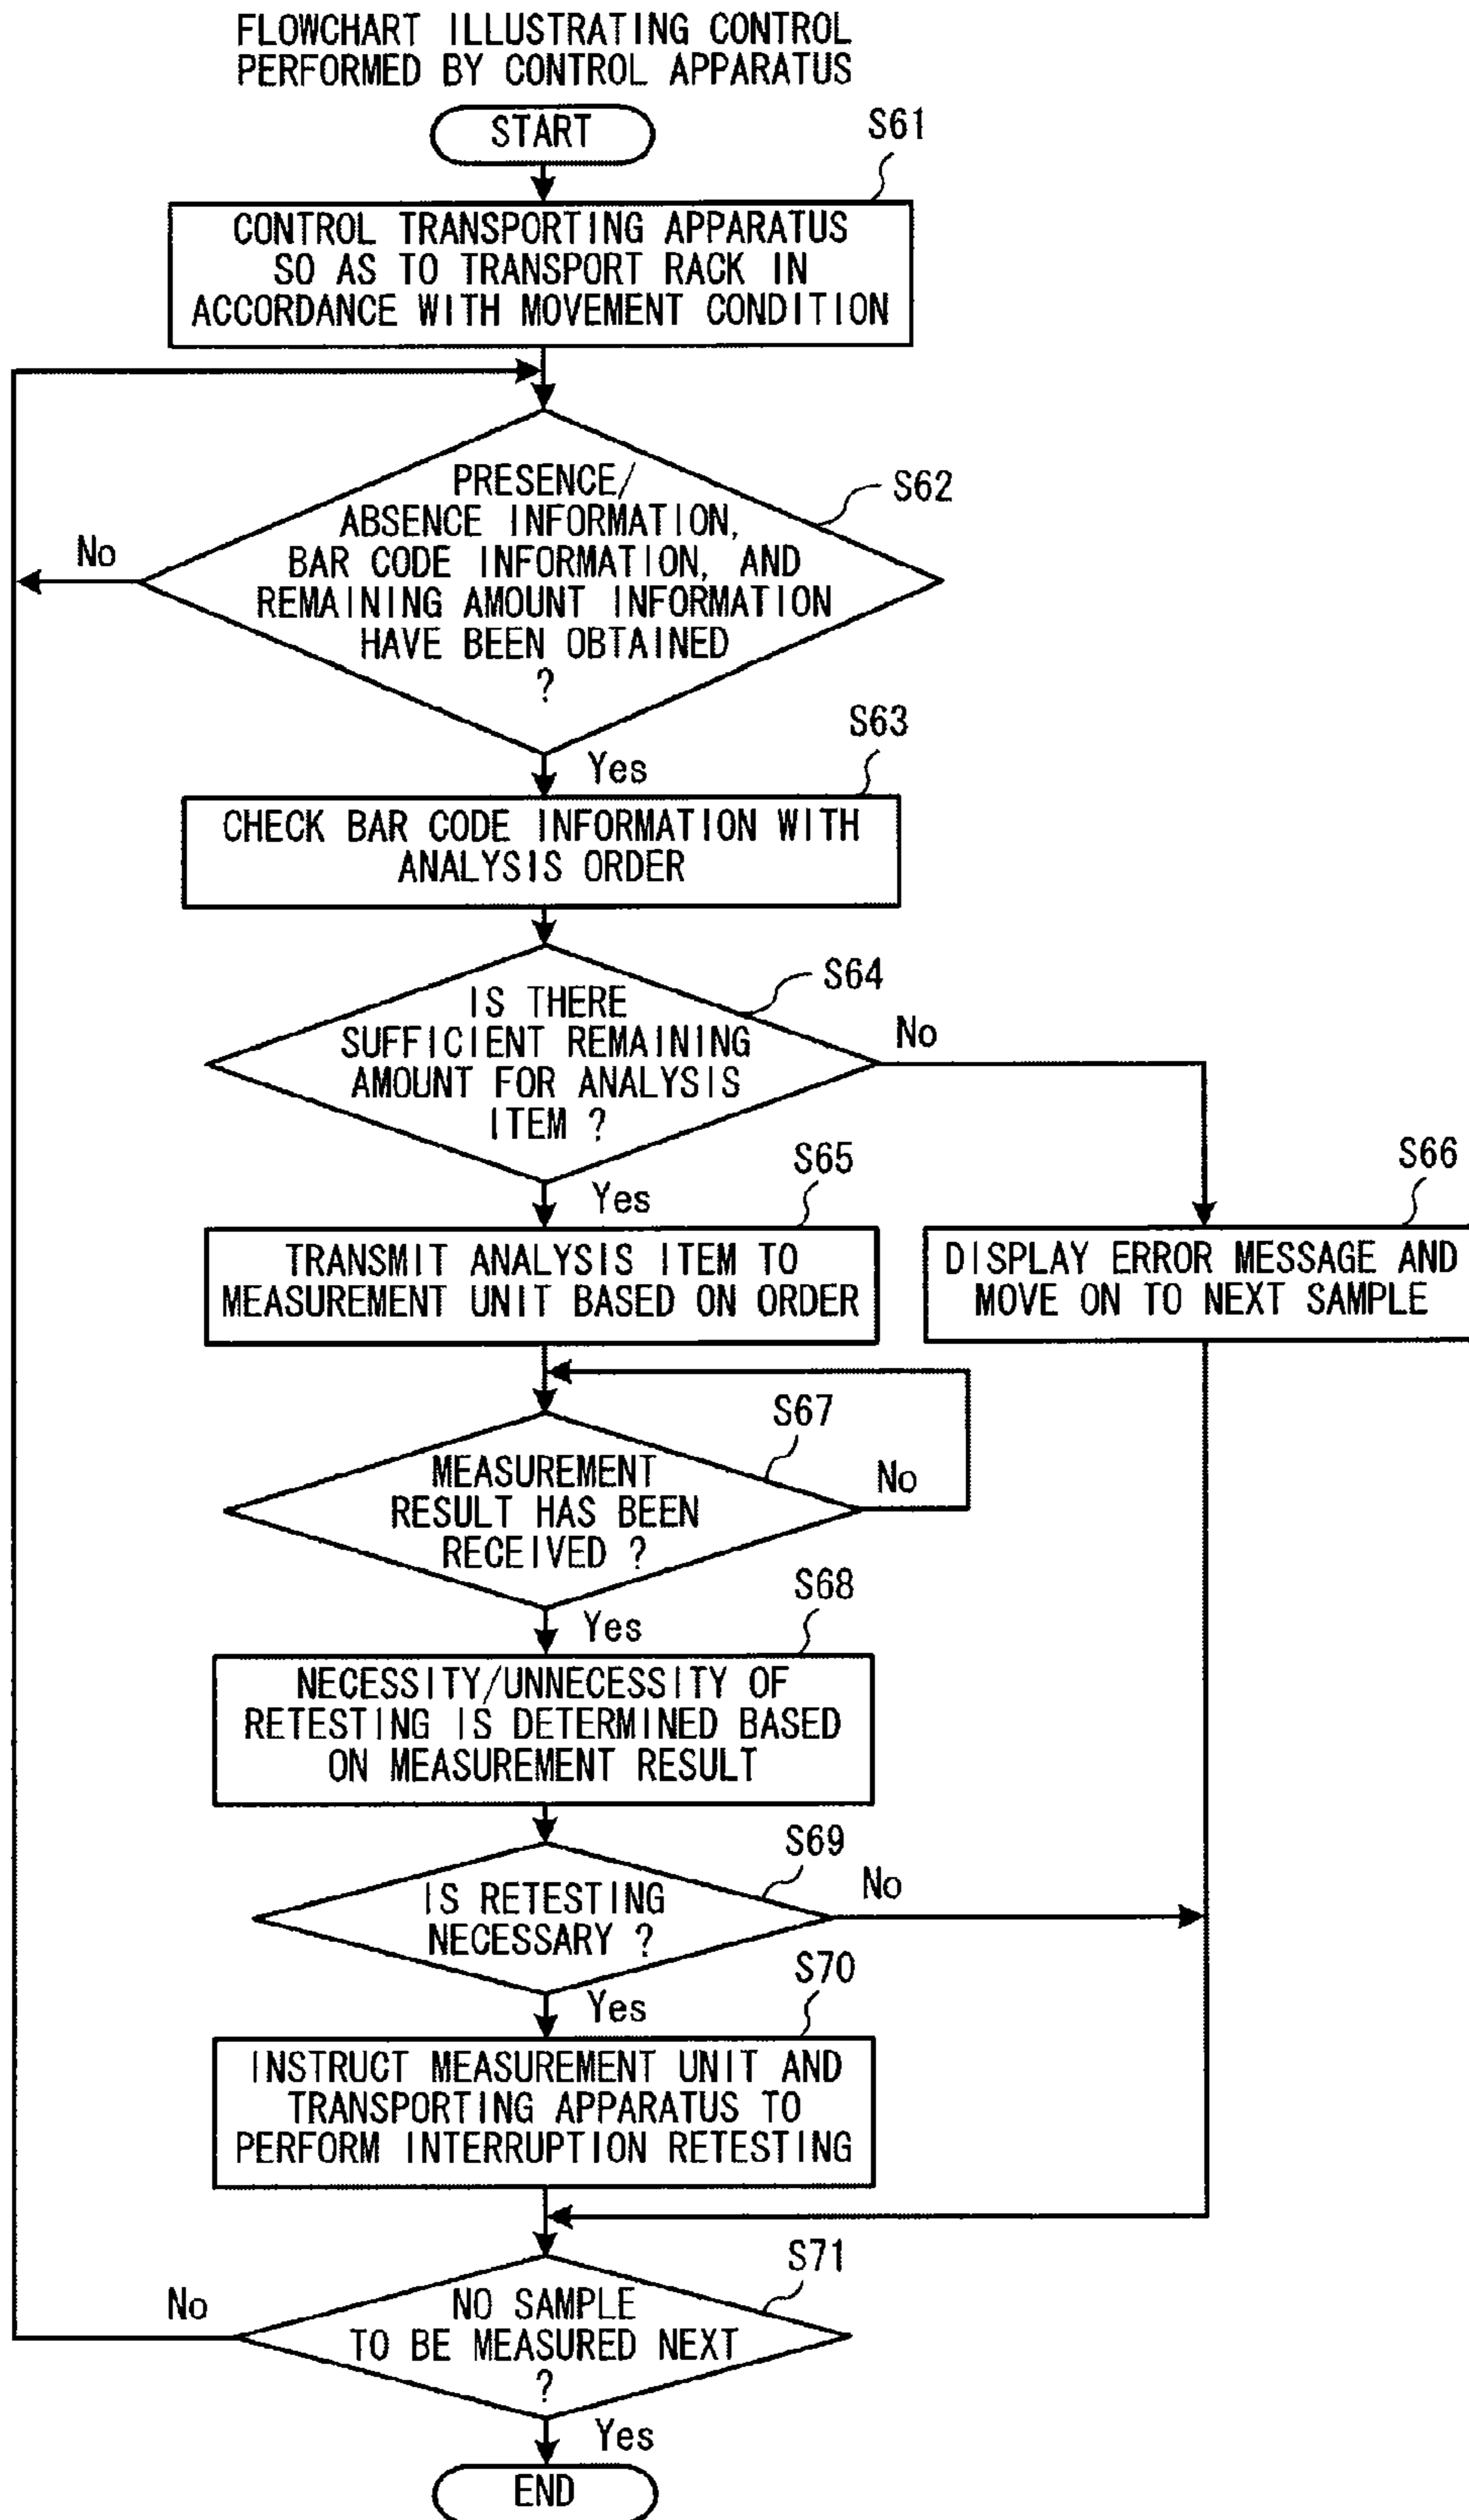 FLOWCHART ILLUSTRATING CONTROL
PERFORMED BY CONTROL APPARATUS
START
S61
CONTROL TRANSPORTING APPARATUS
SO AS TO TRANSPORT RACK IN
ACCORDANCE WITH MOVEMENT CONDITION
S62
PRESENCE/
ABSENCE INFORMATION,
BAR CODE INFORMATION, AND
REMAINING AMOUNT INFORMATION
HAVE BEEN OBTAINED
?
No
Yes
S63
CHECK BAR CODE INFORMATION WITH
ANALYSIS ORDER
S64
IS THERE
SUFFICIENT REMAINING
AMOUNT FOR ANALYSIS
ITEM ?
No
Yes
S65
TRANSMIT ANALYSIS ITEM TO
MEASUREMENT UNIT BASED ON ORDER
S66
DISPLAY ERROR MESSAGE AND
MOVE ON TO NEXT SAMPLE
S67
MEASUREMENT
RESULT HAS BEEN
RECEIVED ?
No
Yes
S68
NECESSITY/UNNECESSITY OF
RETESTING IS DETERMINED BASED
ON MEASUREMENT RESULT
S69
IS RETESTING
NECESSARY ?
No
Yes
S70
INSTRUCT MEASUREMENT UNIT AND
TRANSPORTING APPARATUS TO
PERFORM INTERRUPTION RETESTING
S71
NO SAMPLE
TO BE MEASURED NEXT
?
No
Yes
END